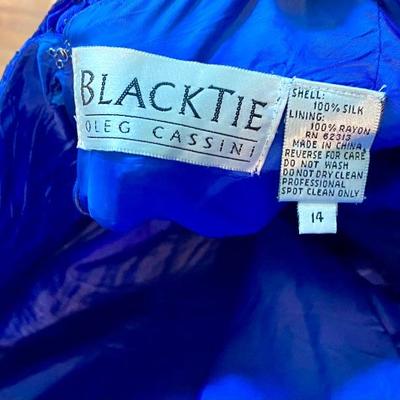 BLACKTIE
OLEG CASSINI
SHELL:
100% SILK
LINING:
100% RAYON
RN 62313
MADE IN CHINA
REVERSE FOR CARE
DO NOT WASH
DO NOT DRY CLEAN
PROFESSIONAL
SPOT CLEAN ONLY
14